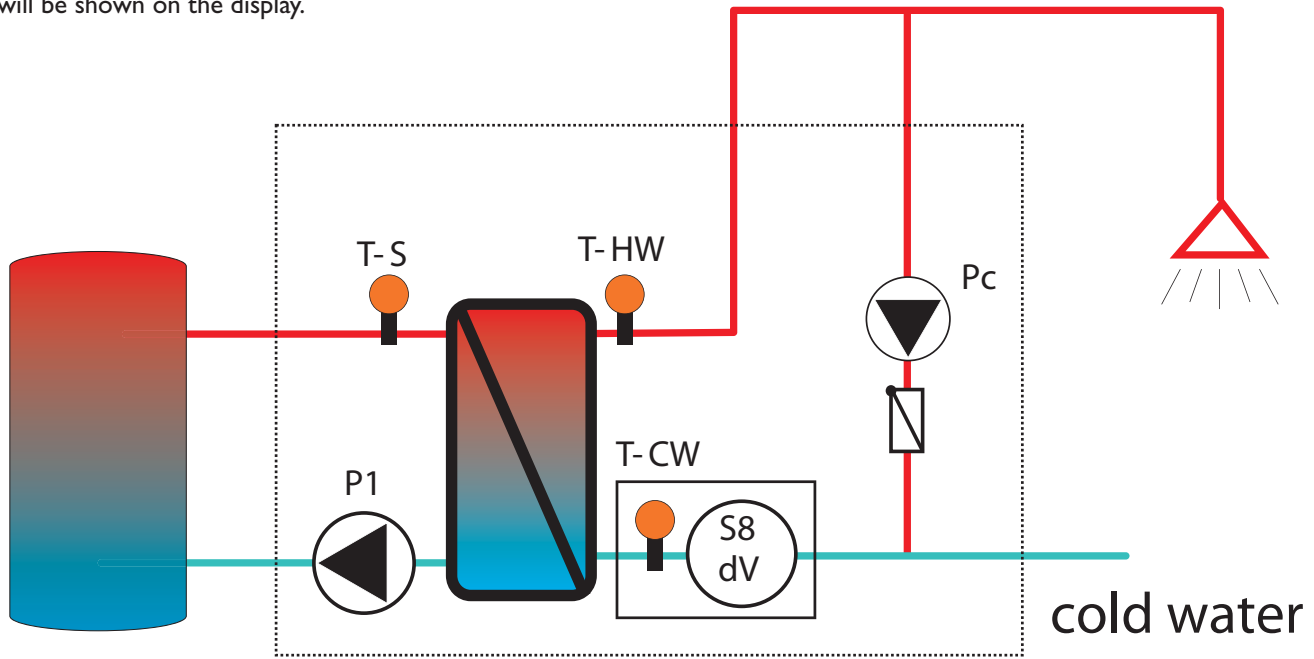 will be shown on the display.
T-S
T-HW
Pc
T-CW
P1
S8
dV
cold water